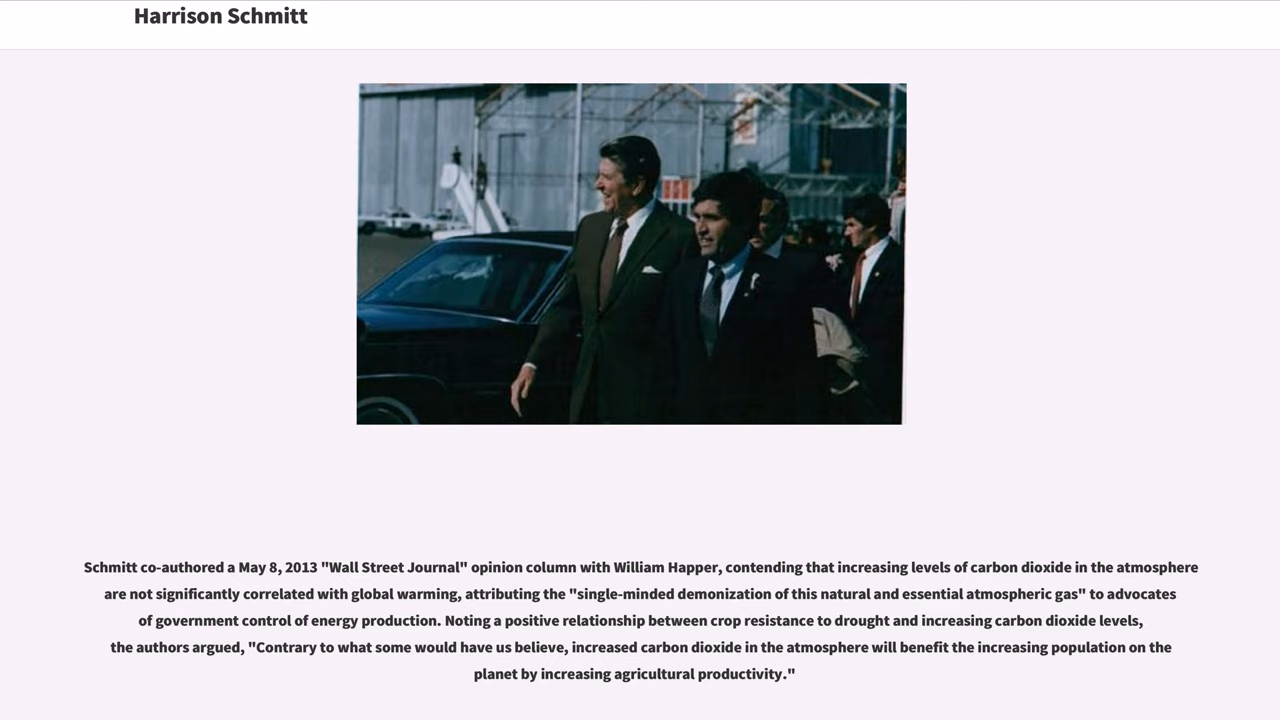 Harrison Schmitt
Schmitt co-authored a May 8, 2013 "Wall Street Journal" opinion column with William Happer, contending that increasing levels of carbon dioxide in the atmosphere
are not significantly correlated with global warming, attributing the "single-minded demonization of this natural and essential atmospheric gas" to advocates
of government control of energy production. Noting a positive relationship between crop resistance to drought and increasing carbon dioxide levels,
the authors argued, "Contrary to what some would have us believe, increased carbon dioxide in the atmosphere will benefit the increasing population on the
planet by increasing agricultural productivity."